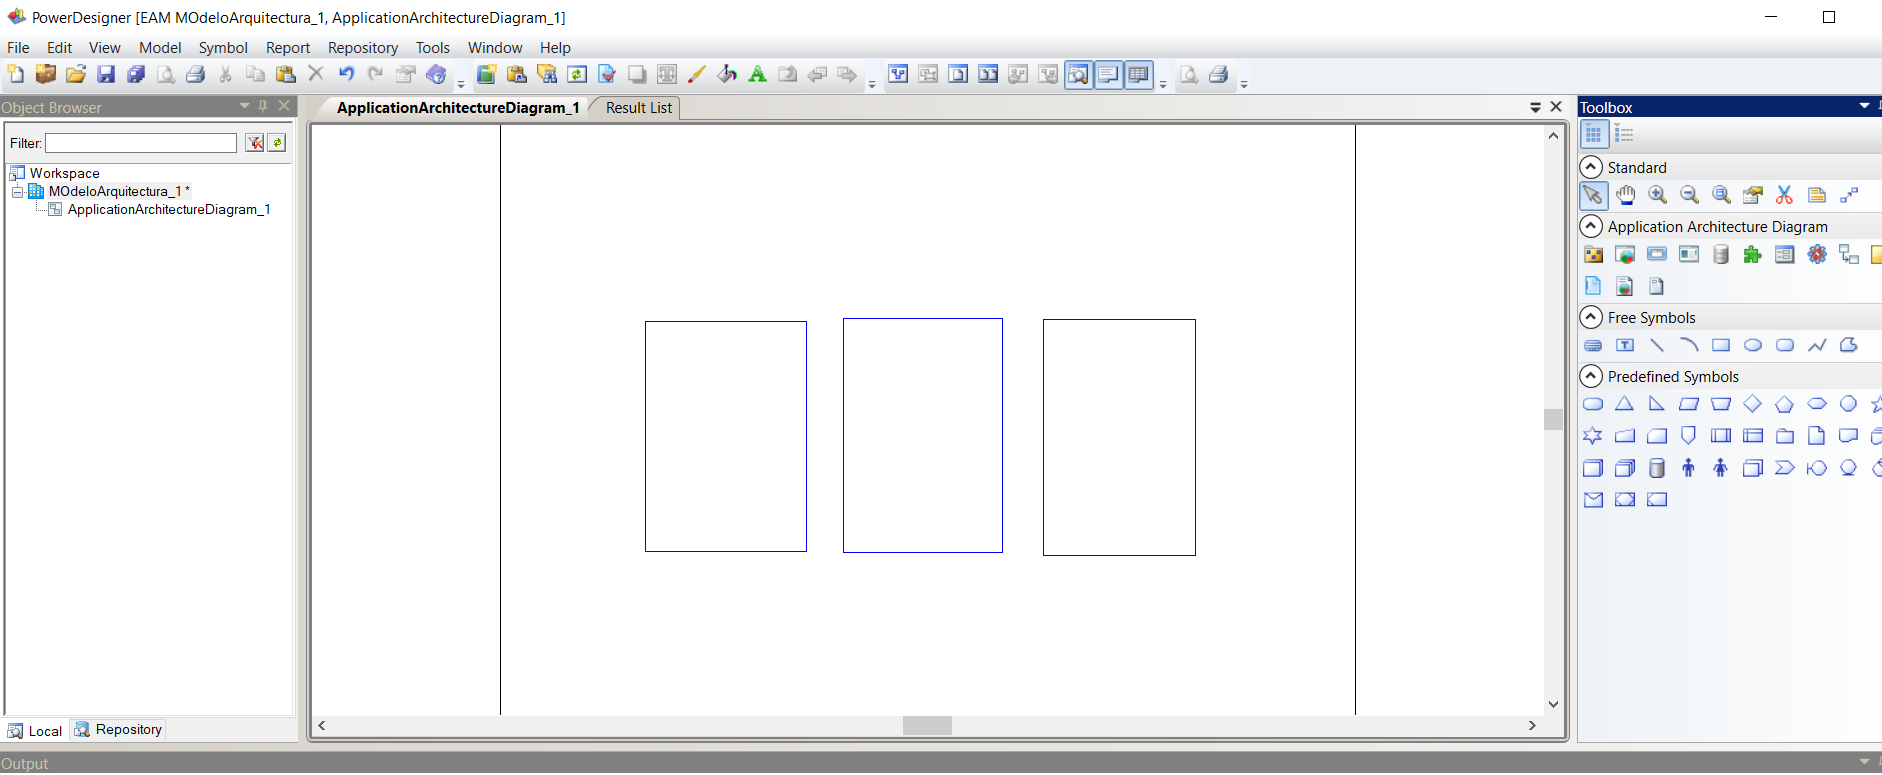 PowerDesigner [EAM MOdeloArquitectura_1, ApplicationArchitectureDiagram_1]
File Edit View Model Symbol Report Repository Tools Window Help
Object Browser
ApplicationArchitectureDiagram_1 Result List
Toolbox
Filter:
Workspace
MOdeloArquitectura_1 *
ApplicationArchitectureDiagram_1
Standard
Application Architecture Diagram
Free Symbols
Predefined Symbols
Local Repository
Output